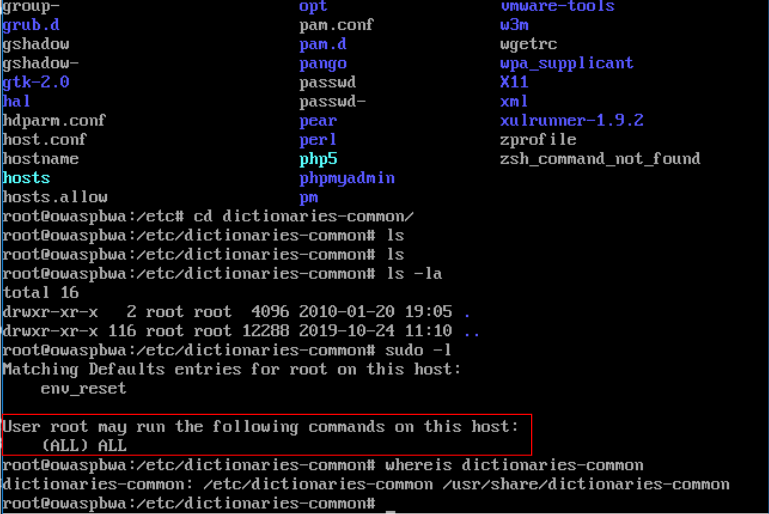 group- opt vmware-tools
grub.d pam.conf w3m
gshadow pam.d wgetrc
gshadow- pango wpa_supplicant
gtk-2.0 passwd X11
hal passwd- xml
hdparm.conf pear xulrunner-1.9.2
host.conf perl zprofile
hostname php5 zsh_command_not_found
hosts phpmyadmin
hosts.allow pm
root@owaspbwa:/etc# cd dictionaries-common/
root@owaspbwa:/etc/dictionaries-common# ls
root@owaspbwa:/etc/dictionaries-common# ls
root@owaspbwa:/etc/dictionaries-common# ls -la
total 16
drwxr-xr-x 2 root root 4096 2010-01-20 19:05 .
drwxr-xr-x 116 root root 12288 2019-10-24 11:10 ..
root@owaspbwa:/etc/dictionaries-common# sudo -l
Matching Defaults entries for root on this host:
env_reset
User root may run the following commands on this host:
(ALL) ALL
root@owaspbwa:/etc/dictionaries-common# whereis dictionaries-common
dictionaries-common: /etc/dictionaries-common /usr/share/dictionaries-common
root@owaspbwa:/etc/dictionaries-common# _